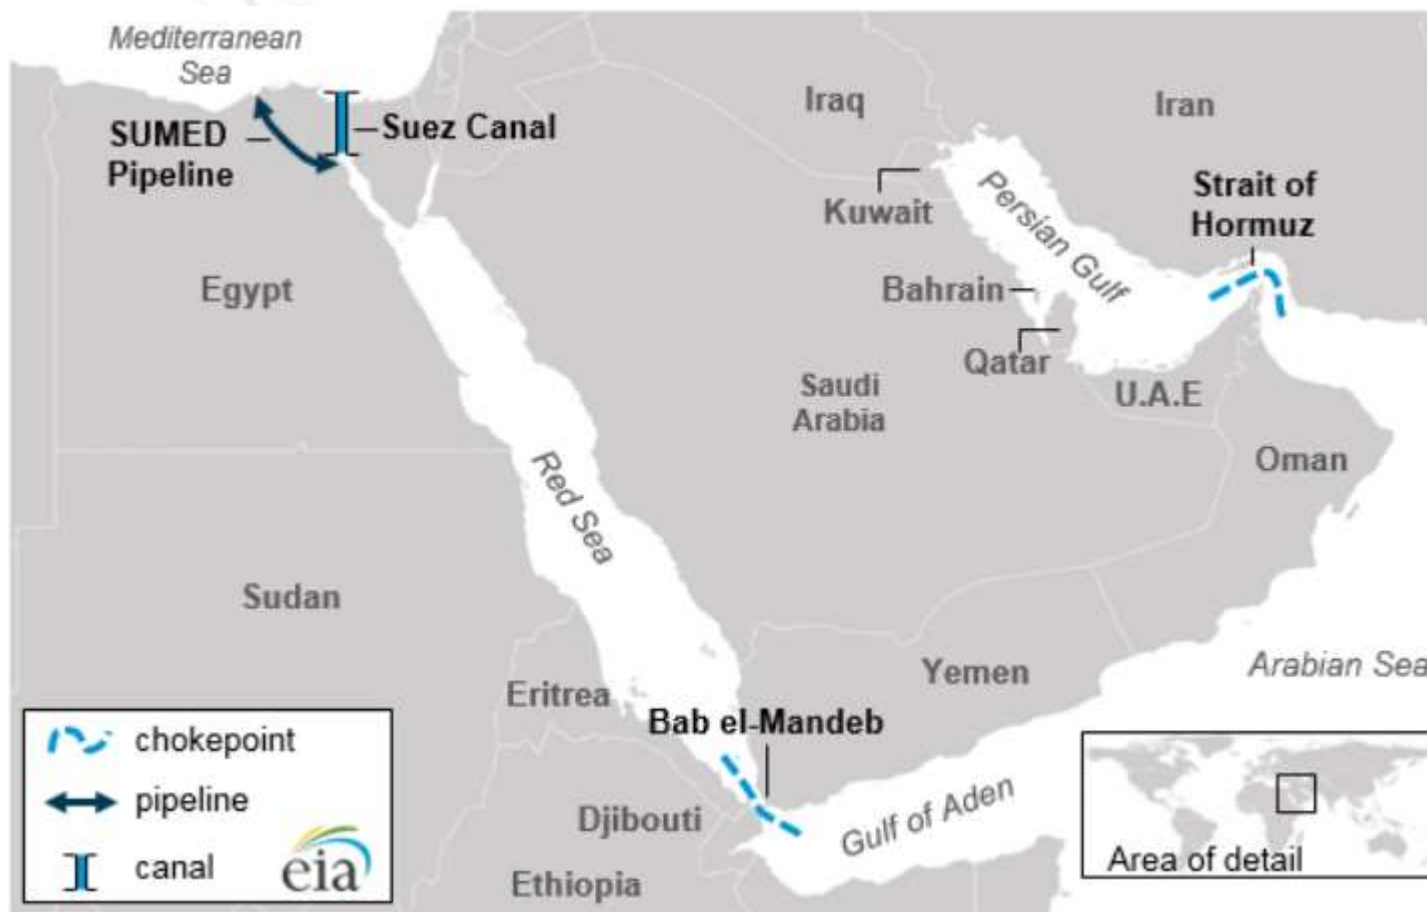 Mediterranean
Sea
SUMED
Pipeline
Suez Canal
Iraq
Iran
Kuwait
Persian Gulf
Strait of
Hormuz
Egypt
Bahrain
Qatar
Saudi
Arabia
U.A.E
Oman
Red Sea
Sudan
Eritrea
Yemen
Arabian Sea
Bab el-Mandeb
Djibouti
Gulf of Aden
Ethiopia
chokepoint
pipeline
canal
eia
Area of detail